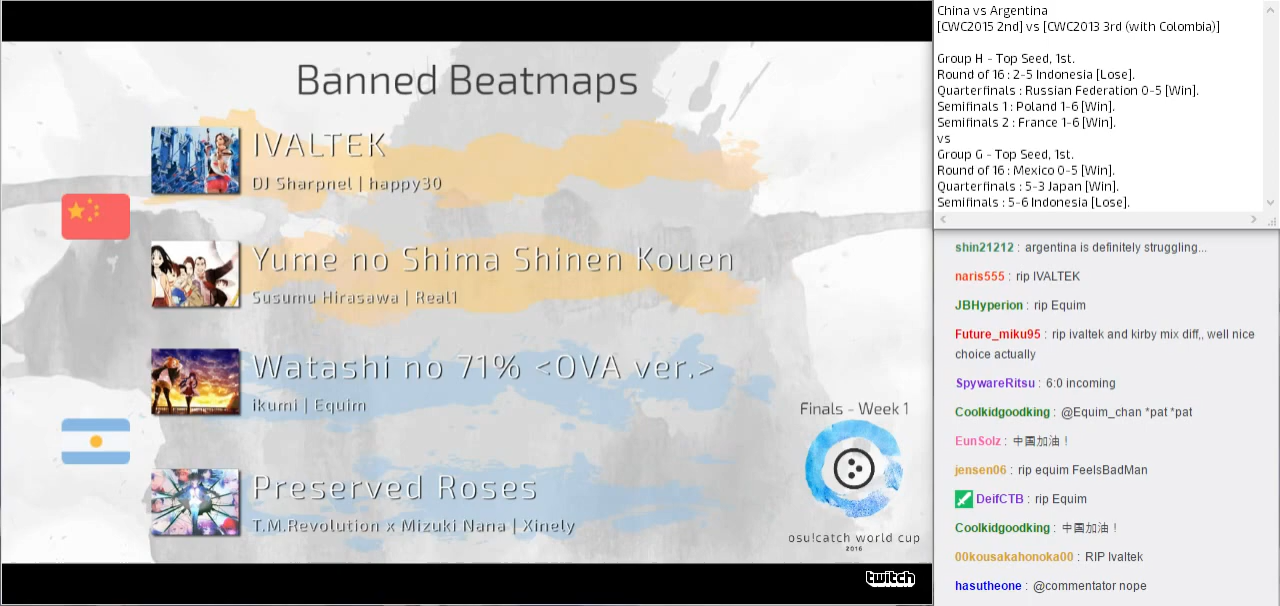 Banned Beatmaps
IVALTEK
DJ Sharpnel | happy30
Yume no Shima Shinen Kouen
Susumu Hirasawa | Real1
Watashi no 71% <OVA ver.>
ikumi | Equim
Preserved Roses
T.M.Revolution x Mizuki Nana | Xinely
Finals - Week 1
osu!catch world cup
2016
twitch
China vs Argentina
[CWC2015 2nd] vs [CWC2013 3rd (with Colombia)]
Group H - Top Seed, 1st.
Round of 16 : 2-5 Indonesia [Lose].
Quarterfinals : Russian Federation 0-5 [Win].
Semifinals 1 : Poland 1-6 [Win].
Semifinals 2 : France 1-6 [Win].
vs
Group G - Top Seed, 1st.
Round of 16 : Mexico 0-5 [Win].
Quarterfinals : 5-3 Japan [Win].
Semifinals : 5-6 Indonesia [Lose].
shin21212 : argentina is definitely struggling...
naris555 : rip IVALTEK
JBHyperion : rip Equim
Future_miku95 : rip ivaltek and kirby mix diff,, well nice
choice actually
SpywareRitsu : 6:0 incoming
Coolkidgoodking : @Equim_chan *pat *pat
EunSolz : 中国加油！
jensen06 : rip equim FeelsBadMan
DeifCTB : rip Equim
Coolkidgoodking : 中国加油！
00kousakahonoka00 : RIP Ivaltek
hasutheone : @commentator nope